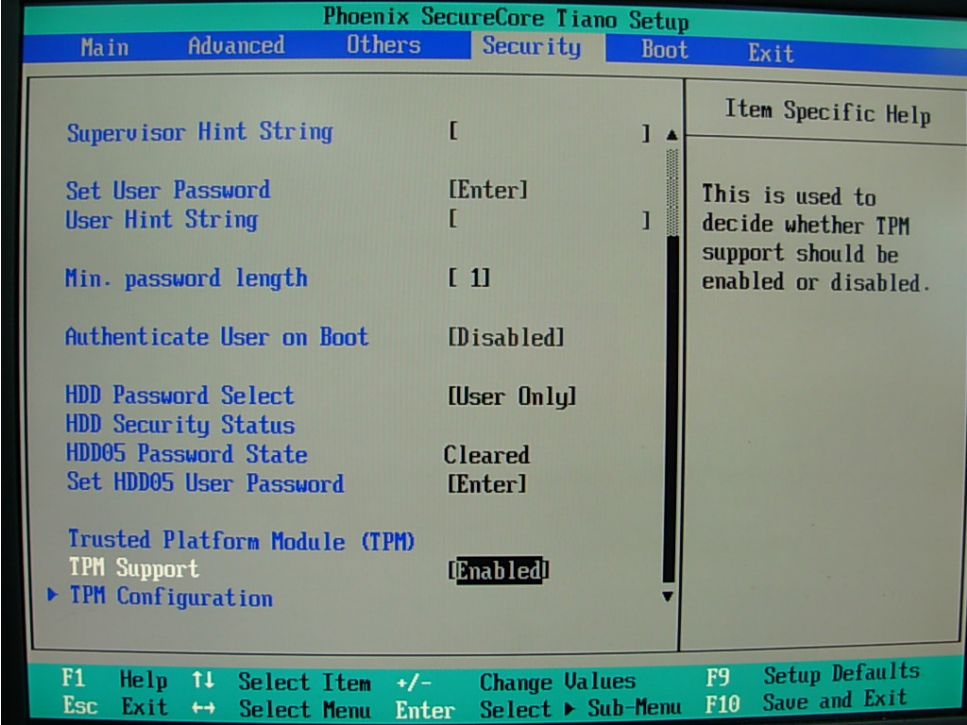 Phoenix SecureCore Tiano Setup
Main Advanced Others Security Boot Exit
Item Specific Help
Supervisor Hint String [ ]
Set User Password [Enter]
User Hint String [ ]
Min. password length [ 1]
Authenticate User on Boot [Disabled]
HDD Password Select [User Only]
HDD Security Status
HDD05 Password State Cleared
Set HDD05 User Password [Enter]
Trusted Platform Module (TPM)
TPM Support [Enabled]
▶ TPM Configuration
This is used to
decide whether TPM
support should be
enabled or disabled.
F1 Help ↑↓ Select Item +/- Change Values F9 Setup Defaults
Esc Exit ↔ Select Menu Enter Select ▶ Sub-Menu F10 Save and Exit